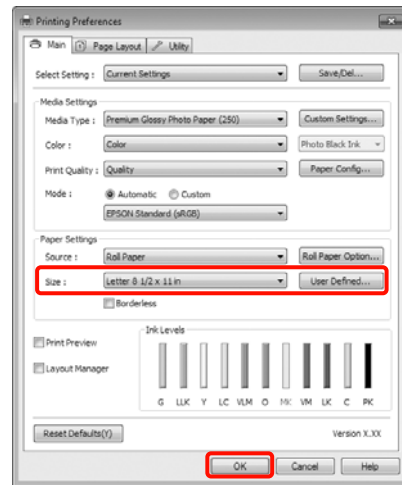 Printing Preferences
Main Page Layout Utility
Select Setting : Current Settings Save/Del...
Media Settings
Media Type : Premium Glossy Photo Paper (250) Custom Settings...
Color : Color Photo Black Ink
Print Quality : Quality Paper Config...
Mode : Automatic Custom
EPSON Standard (sRGB)
Paper Settings
Source : Roll Paper Roll Paper Option...
Size : Letter 8 1/2 x 11 in User Defined...
Borderless
Ink Levels
Print Preview
Layout Manager
G LLK Y LC VLM O MK VM LK C PK
Reset Defaults(Y) Version X.XX
OK Cancel Help